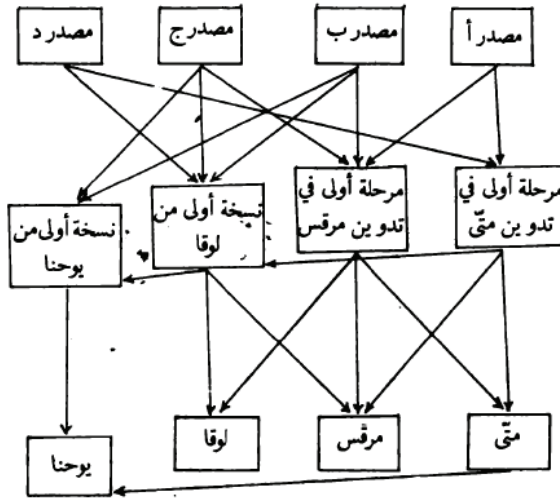 مصدر أ
مصدر ب
مصدر ج
مصدر د
مرحلة أولى في
تدوين متّى
مرحلة أولى في
تدوين مرقس
نسخة أولى من
لوقا
نسخة أولى من
يوحنا
متّى
مرقس
لوقا
يوحنا